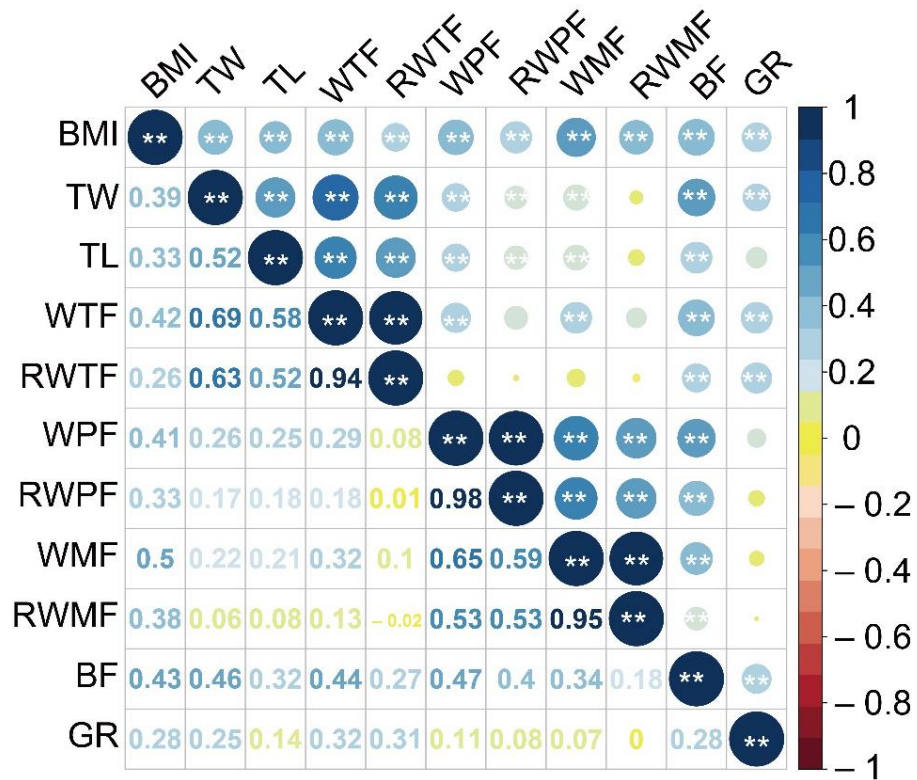 BMI TW TL WTF RWTF WPF RWPF WMF RWMF BF GR
BMI ** ** ** ** ** ** ** ** ** ** **
TW 0.39 ** ** ** ** ** ** ** ** **
TL 0.33 0.52 ** ** ** ** ** ** **
WTF 0.42 0.69 0.58 ** ** ** ** ** **
RWTF 0.26 0.63 0.52 0.94 ** ** **
WPF 0.41 0.26 0.25 0.29 0.08 ** ** ** ** **
RWPF 0.33 0.17 0.18 0.18 0.01 0.98 ** ** ** **
WMF 0.5 0.22 0.21 0.32 0.1 0.65 0.59 ** ** **
RWMF 0.38 0.06 0.08 0.13 – 0.02 0.53 0.53 0.95 ** **
BF 0.43 0.46 0.32 0.44 0.27 0.47 0.4 0.34 0.18 ** **
GR 0.28 0.25 0.14 0.32 0.31 0.11 0.08 0.07 0 0.28 **
1
0.8
0.6
0.4
0.2
0
– 0.2
– 0.4
– 0.6
– 0.8
– 1